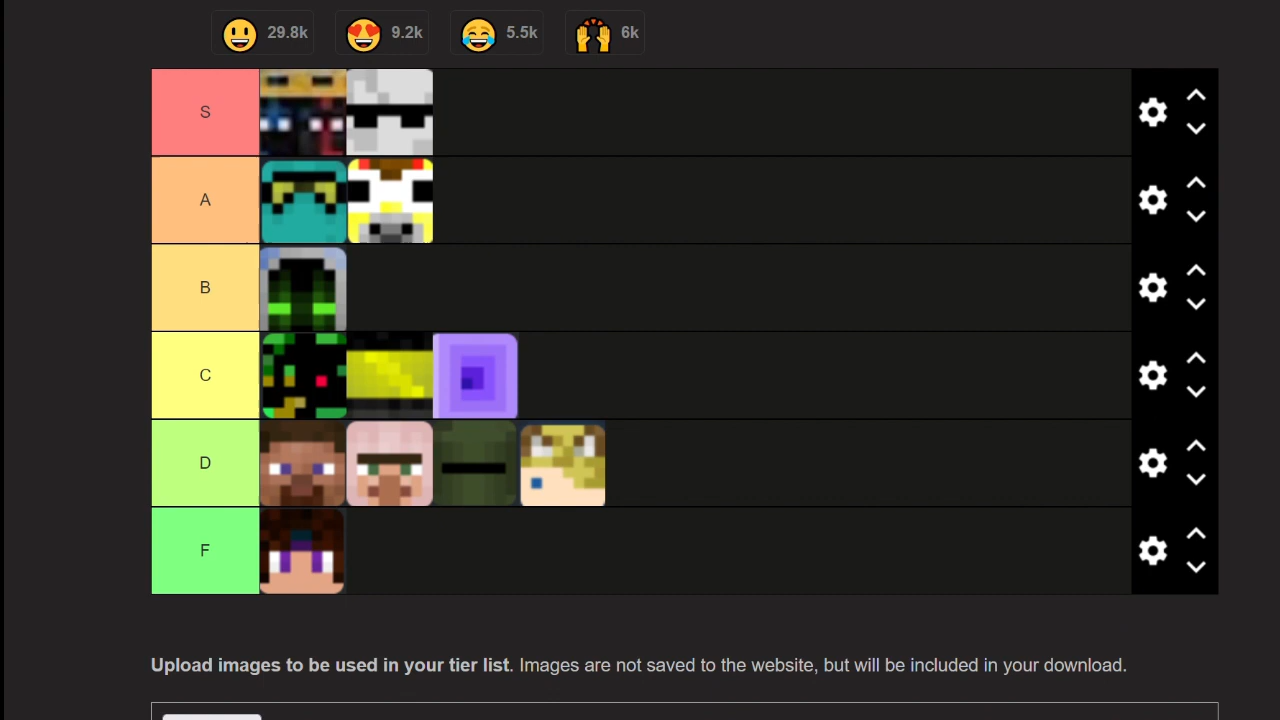 29.8k 9.2k 5.5k 6k
S
A
B
C
D
F
Upload images to be used in your tier list. Images are not saved to the website, but will be included in your download.